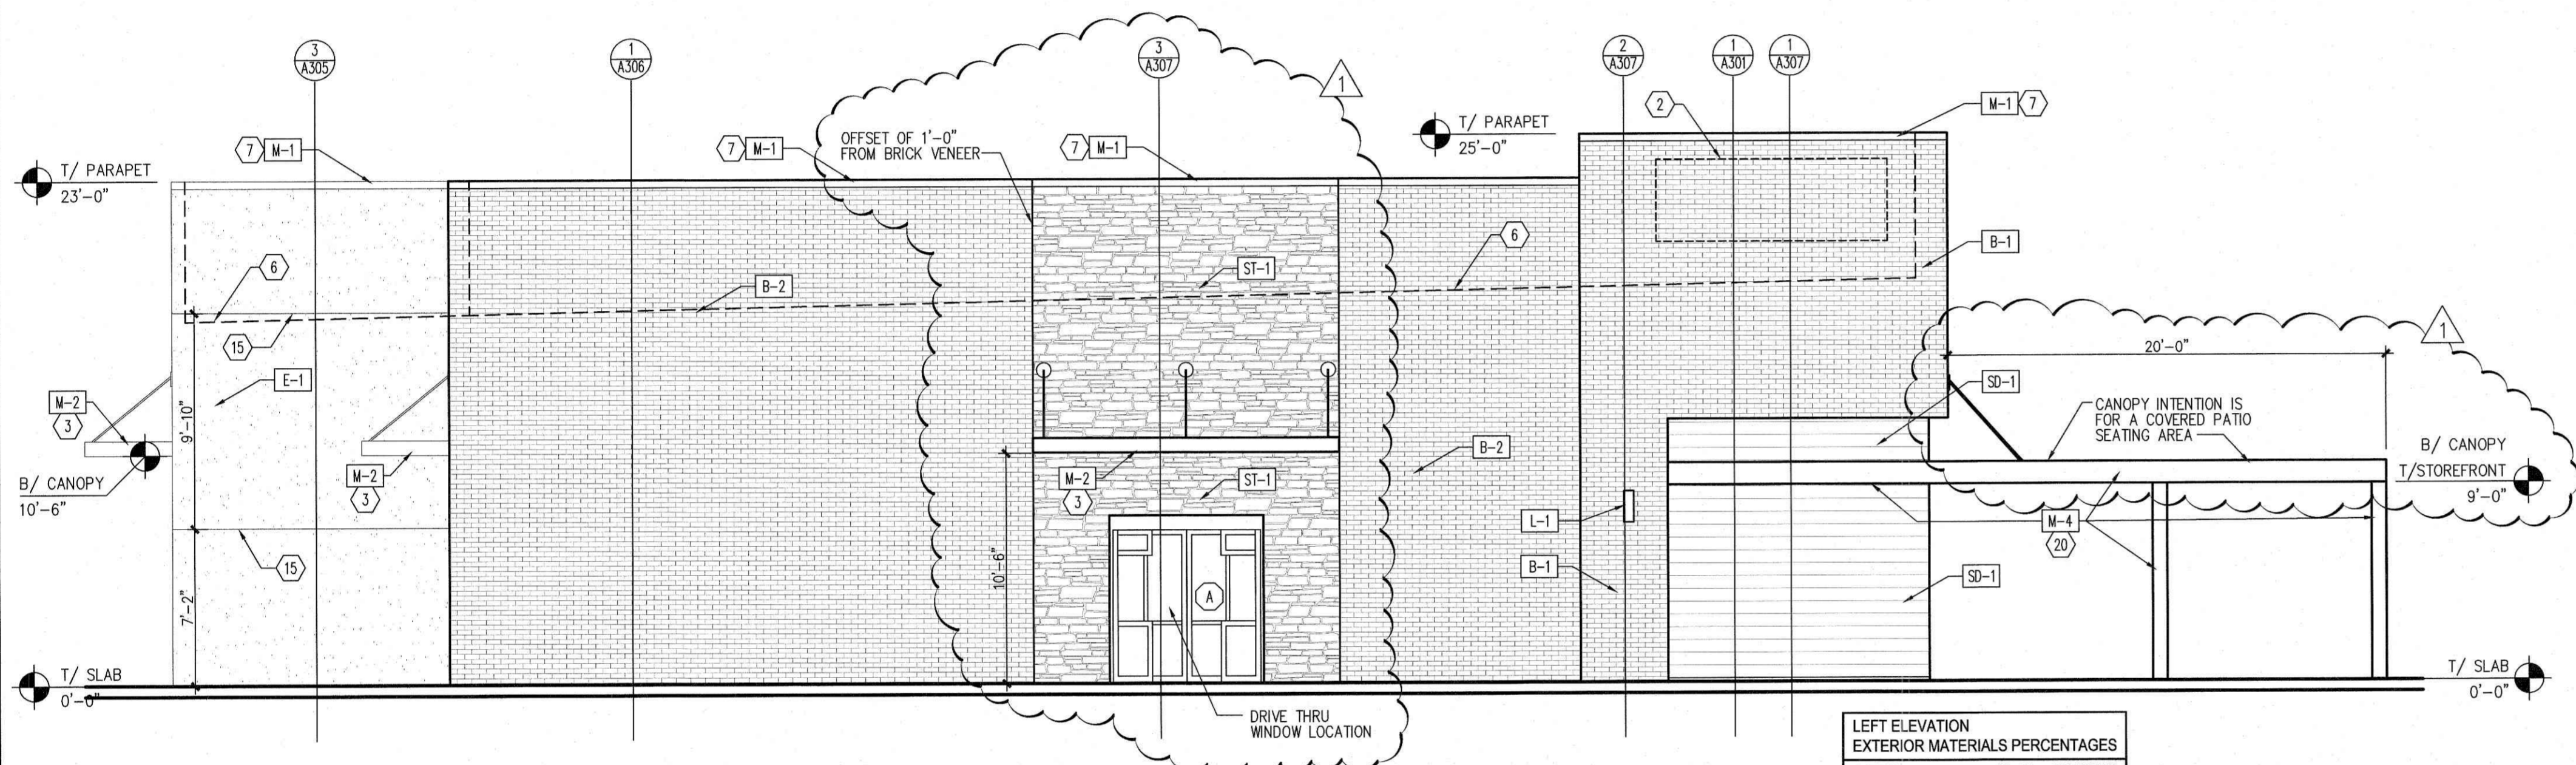 3
A305
1
A306
3
A307
2
A307
1
A301
1
A307
1
2
M-1 7
7 M-1
7 M-1
OFFSET OF 1'-0"
FROM BRICK VENEER
7 M-1
T/ PARAPET
25'-0"
T/ PARAPET
23'-0"
6
B-1
6
ST-1
B-2
15
1
20'-0"
E-1
SD-1
M-2
3
9'-10"
CANOPY INTENTION IS
FOR A COVERED PATIO
SEATING AREA
B/ CANOPY
T/STOREFRONT
9'-0"
B-2
B/ CANOPY
10'-6"
M-2
3
M-2
3
ST-1
L-1
M-4
20
15
10'-6"
A
B-1
SD-1
7'-2"
T/ SLAB
0'-0"
T/ SLAB
0'-0"
DRIVE THRU
WINDOW LOCATION
LEFT ELEVATION
EXTERIOR MATERIALS PERCENTAGES